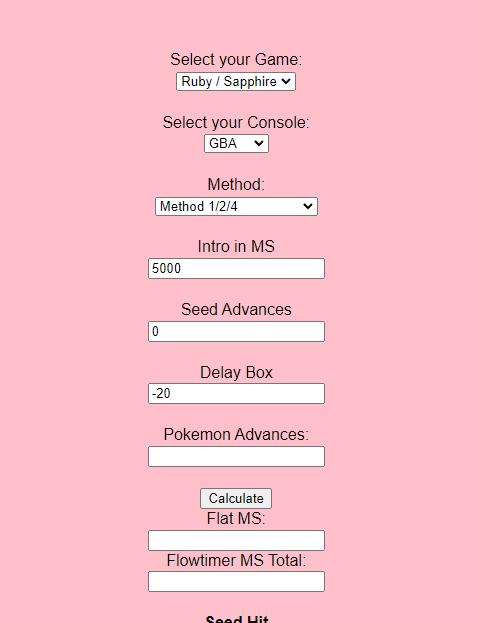 Select your Game:
Ruby / Sapphire
Select your Console:
GBA
Method:
Method 1/2/4
Intro in MS
5000
Seed Advances
0
Delay Box
-20
Pokemon Advances:
Calculate
Flat MS:
Flowtimer MS Total:
Seed Hit